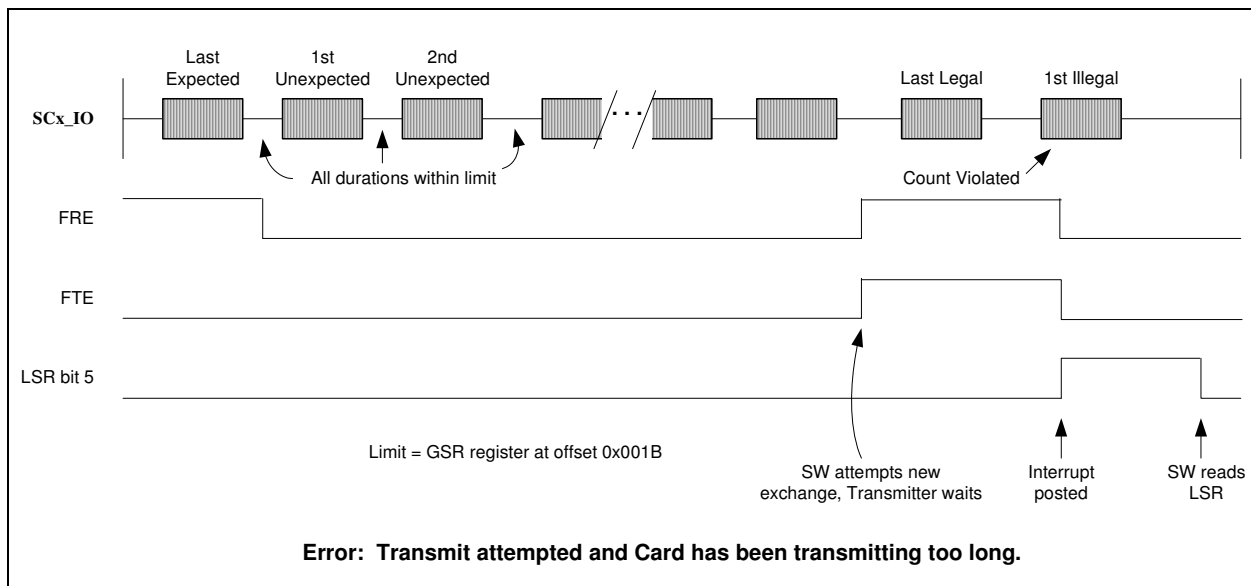 Last
Expected
1st
Unexpected
2nd
Unexpected
Last Legal
1st Illegal
SCx_IO
. . .
All durations within limit
Count Violated
FRE
FTE
LSR bit 5
Limit = GSR register at offset 0x001B
SW attempts new
exchange, Transmitter waits
Interrupt
posted
SW reads
LSR
Error: Transmit attempted and Card has been transmitting too long.